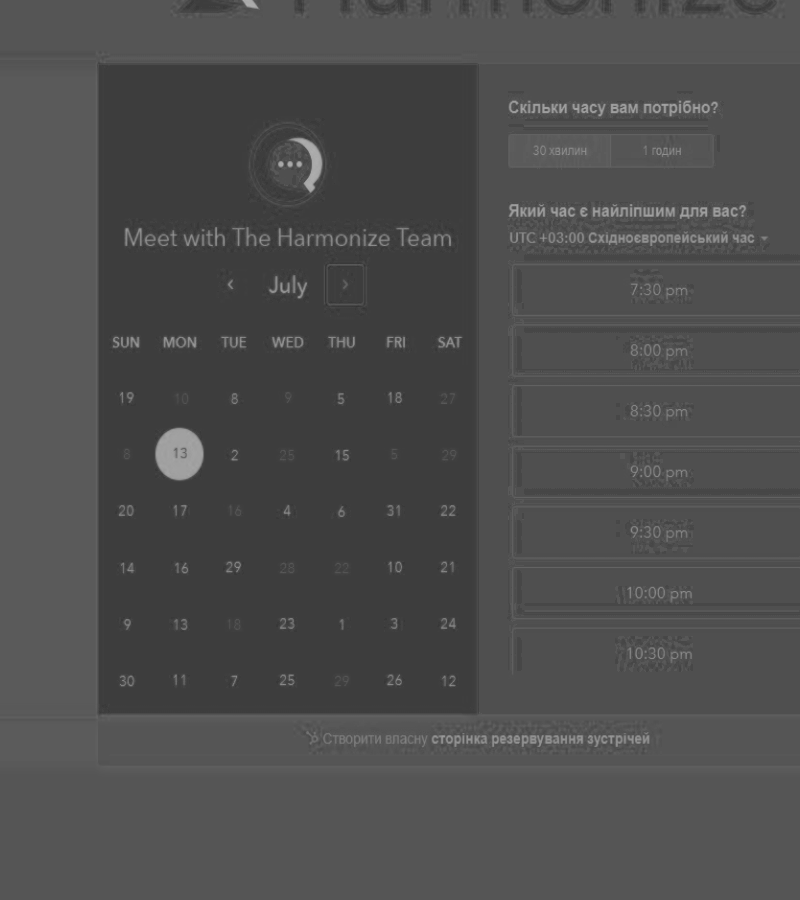 Harmonize
Meet with The Harmonize Team
July
SUN MON TUE WED THU FRI SAT
19 10 8 9 5 18 27
8 13 2 25 15 5 29
20 17 16 4 6 31 22
14 16 29 28 22 10 21
9 13 18 23 1 3 24
30 11 7 25 29 26 12
Скільки часу вам потрібно?
30 хвилин 1 годин
Який час є найліпшим для вас?
UTC +03:00 Східноєвропейський час
7:30 pm
8:00 pm
8:30 pm
9:00 pm
9:30 pm
10:00 pm
10:30 pm
Створити власну сторінка резервування зустрічей